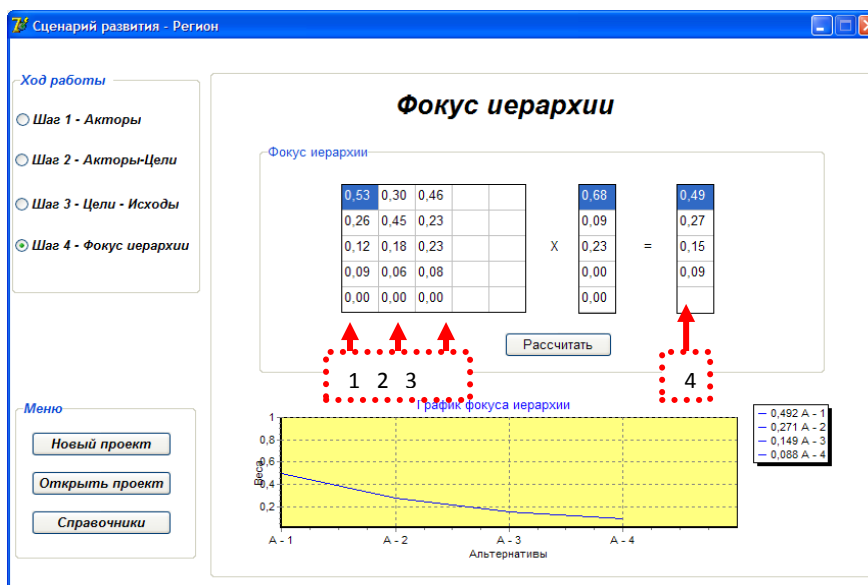 Сценарий развития - Регион
Ход работы
Шаг 1 - Акторы
Шаг 2 - Акторы-Цели
Шаг 3 - Цели - Исходы
Шаг 4 - Фокус иерархии
Фокус иерархии
Фокус иерархии
0,53 0,30 0,46 0,68 0,49
0,26 0,45 0,23 0,09 0,27
0,12 0,18 0,23 X 0,23 = 0,15
0,09 0,06 0,08 0,00 0,09
0,00 0,00 0,00 0,00
Рассчитать
1 2 3 4
Меню
Новый проект
Открыть проект
Справочники
График фокуса иерархии
Веса
1
0,8
0,6
0,4
0,2
А - 1 А - 2 А - 3 А - 4
Альтернативы
0,492 А - 1
0,271 А - 2
0,149 А - 3
0,088 А - 4